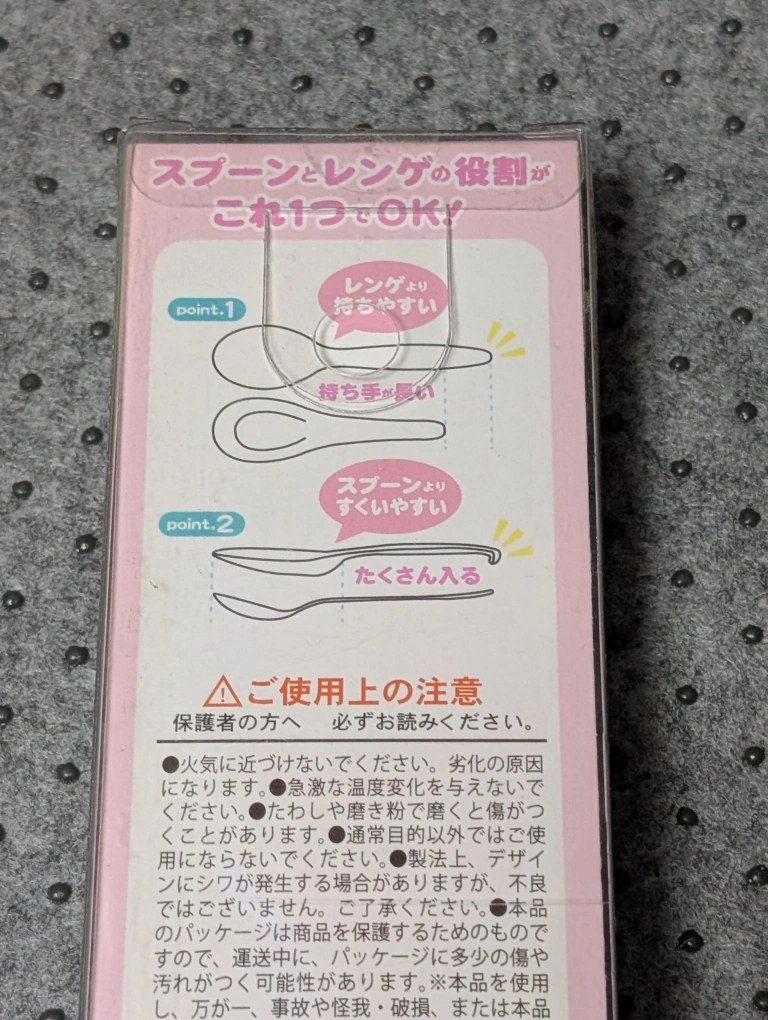 スプーンとレンゲの役割が
これ1つでOK!
point.1
レンゲより
持ちやすい
持ち手が長い
スプーンより
すくいやすい
point.2
たくさん入る
ご使用上の注意
保護者の方へ 必ずお読みください。
●火気に近づけないでください。劣化の原因
になります。●急激な温度変化を与えないで
ください。●たわしや磨き粉で磨くと傷がつ
くことがあります。●通常目的以外ではご使
用にならないでください。●製法上、デザイ
ンにシワが発生する場合がありますが、不良
ではございません。ご了承ください。●本品
のパッケージは商品を保護するためのもので
すので、運送中に、パッケージに多少の傷や
汚れがつく可能性があります。※本品を使用
し、万が一、事故や怪我・破損、または本品